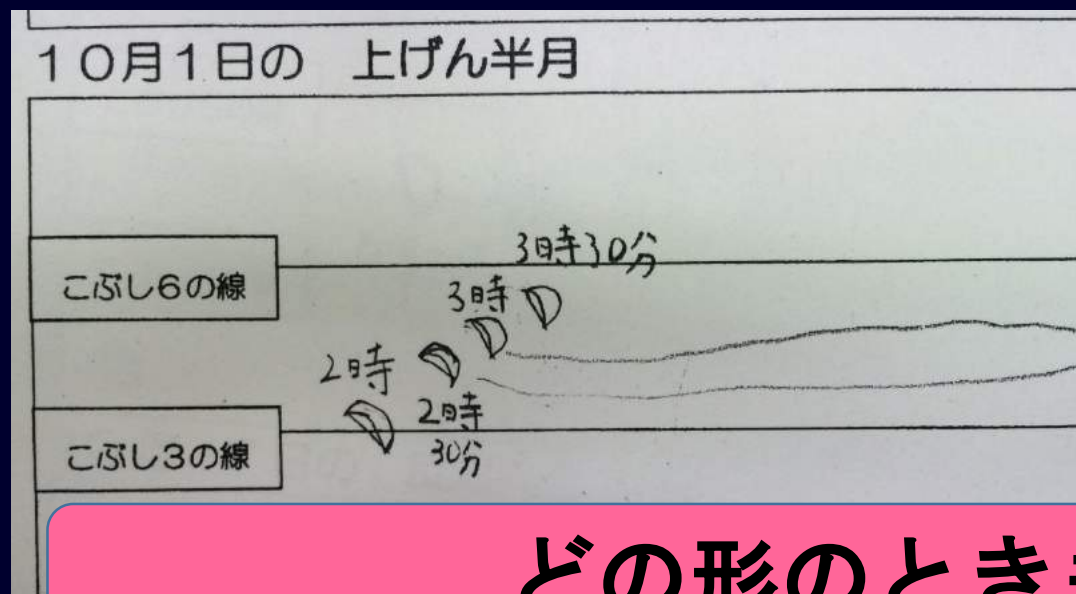 10月1日の 上げん半月
3時30分
こぶし6の線
3時
2時
2時
30分
こぶし3の線
どの形のとき